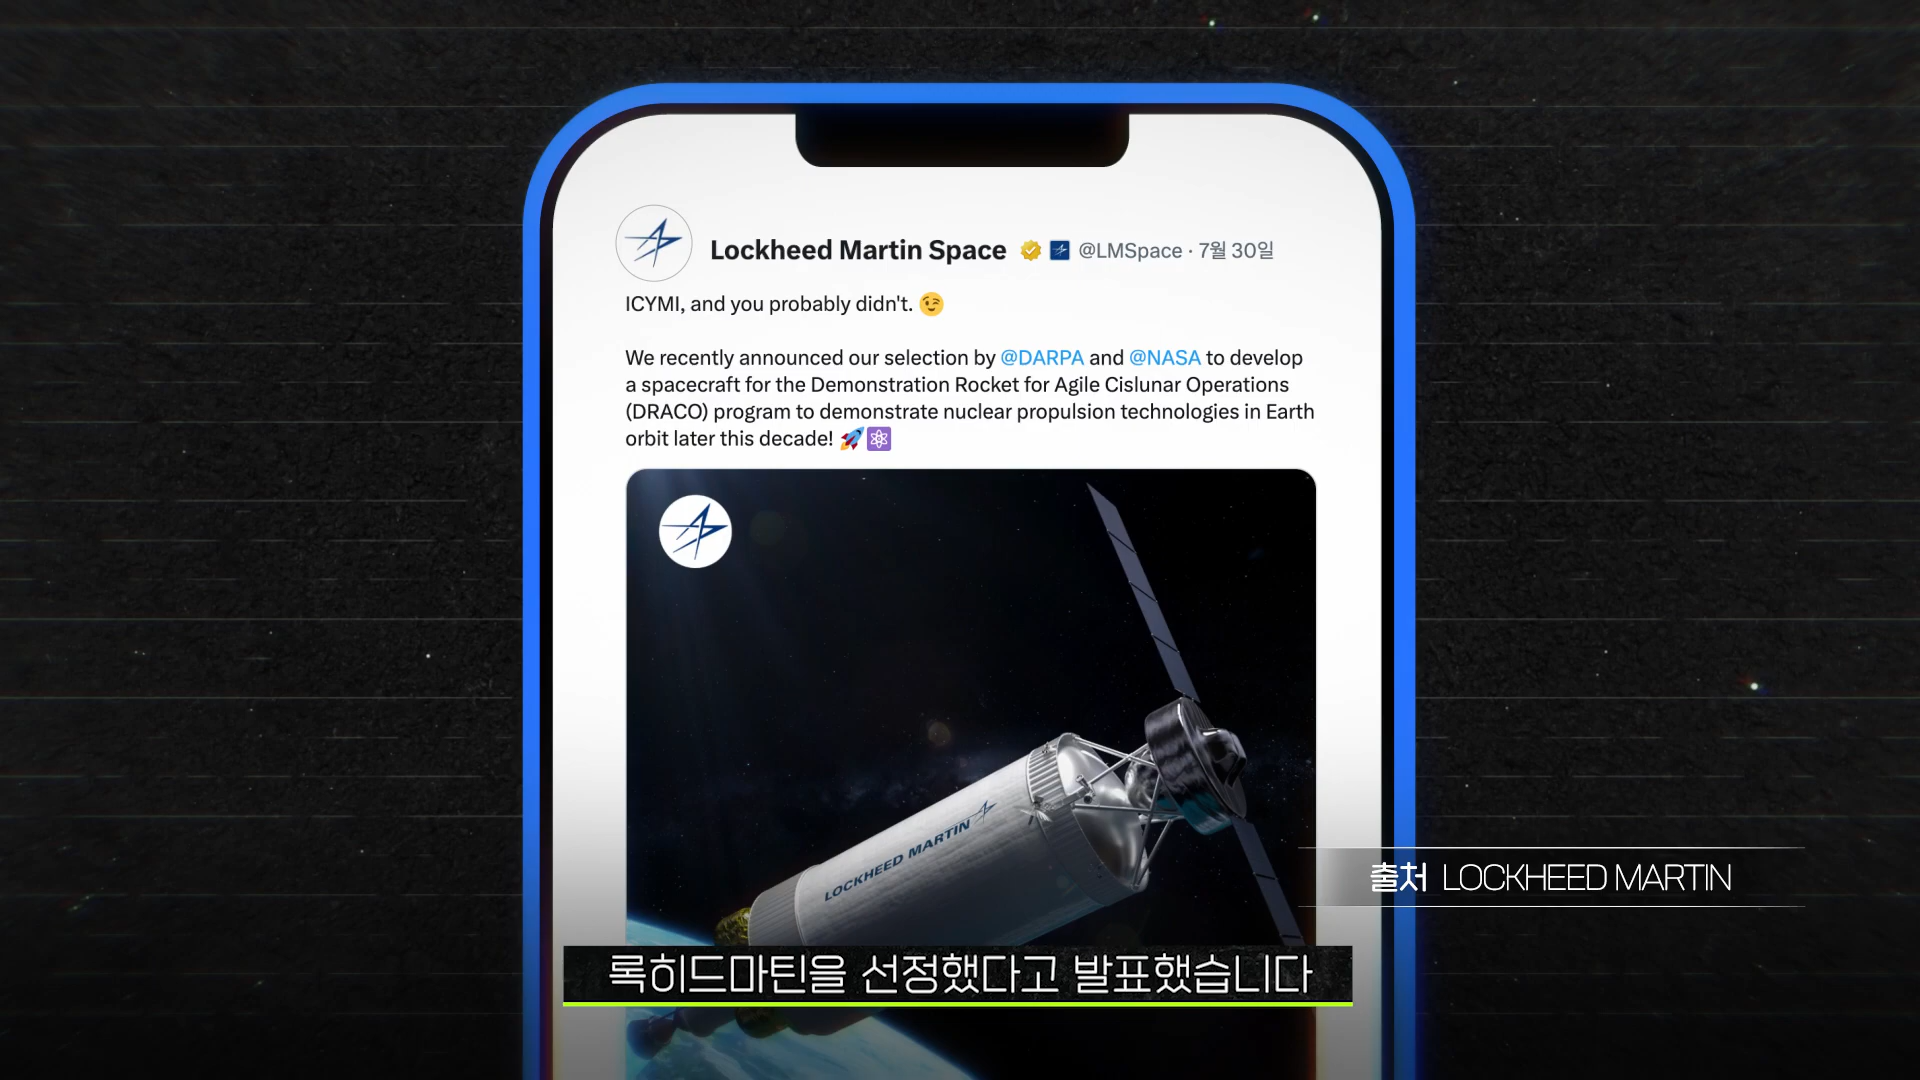 Lockheed Martin Space @LMSpace · 7월 30일
ICYMI, and you probably didn't. 😉
We recently announced our selection by @DARPA and @NASA to develop
a spacecraft for the Demonstration Rocket for Agile Cislunar Operations
(DRACO) program to demonstrate nuclear propulsion technologies in Earth
orbit later this decade! 🚀⚛️
LOCKHEED MARTIN
출처 LOCKHEED MARTIN
록히드마틴을 선정했다고 발표했습니다